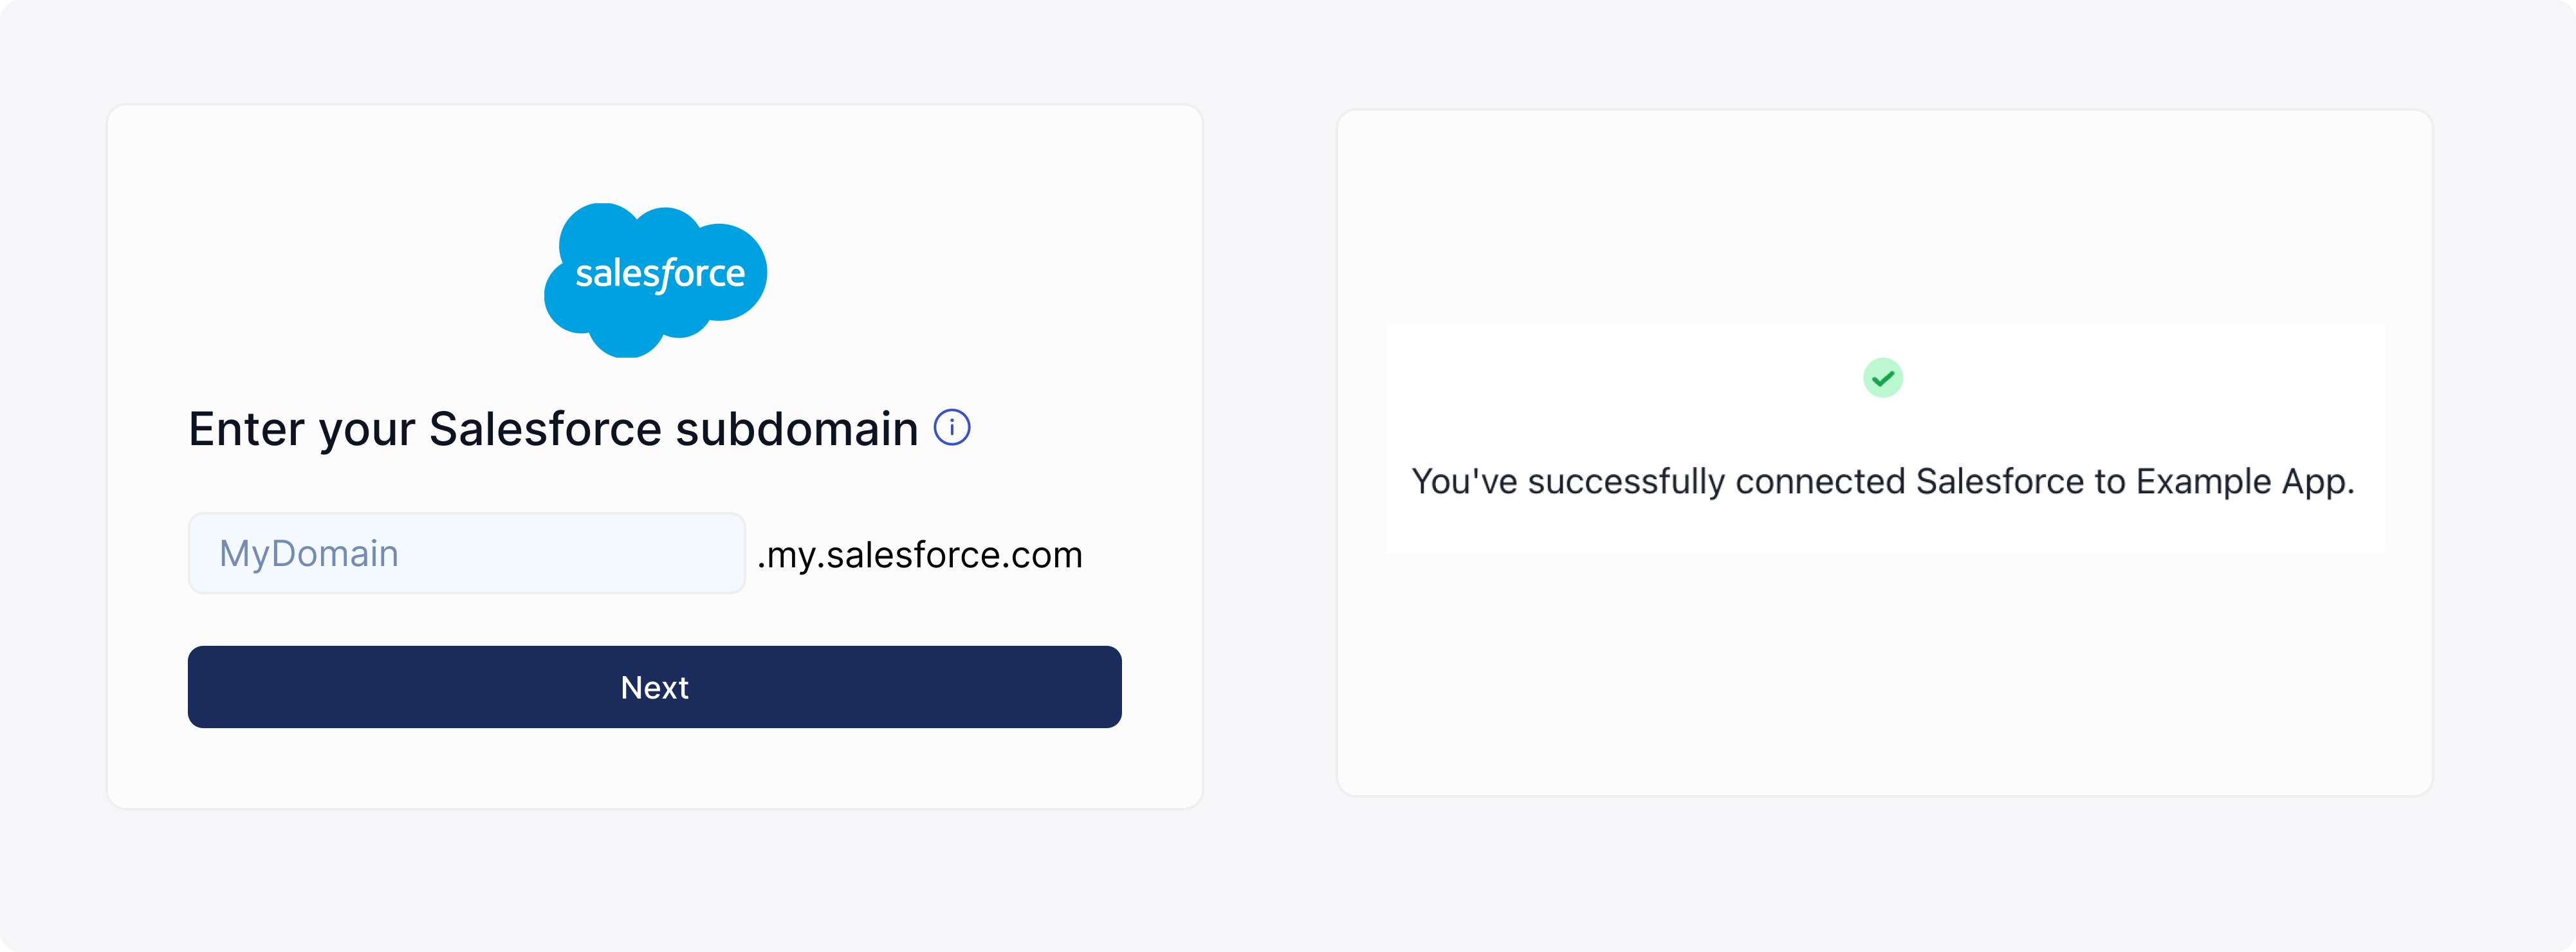 salesforce
Enter your Salesforce subdomain
MyDomain .my.salesforce.com
Next
You've successfully connected Salesforce to Example App.